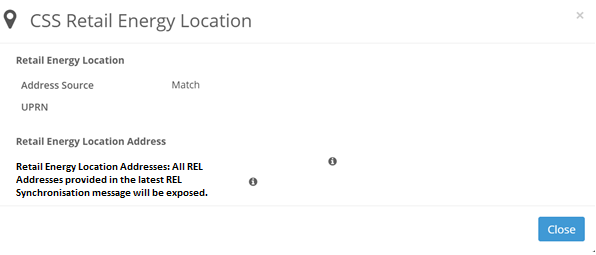 CSS Retail Energy Location
×
Retail Energy Location
Address Source Match
UPRN
Retail Energy Location Address
Retail Energy Location Addresses: All REL
Addresses provided in the latest REL
Synchronisation message will be exposed.
Close